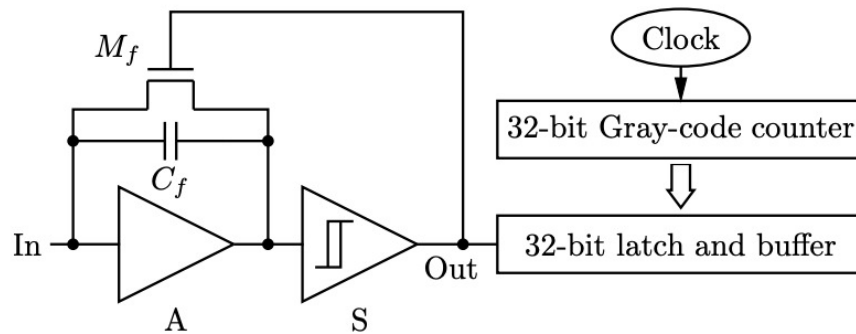 M_f
Clock
32-bit Gray-code counter
C_f
In
32-bit latch and buffer
Out
A
S